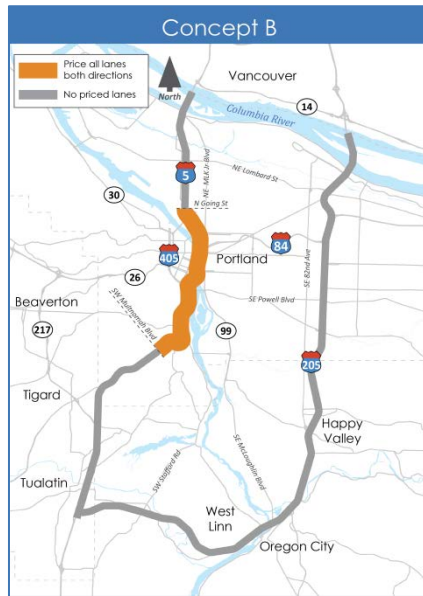 Concept B
Price all lanes
both directions
No priced lanes
North
Vancouver
14
Columbia River
5
NE-MLK Jr Blvd
NE Lombard St
30
N Going St
84
405
Portland
SE 82nd Ave
26
Beaverton
SW Multnomah Blvd
SE Powell Blvd
217
99
205
Tigard
Happy
Valley
SE McLoughlin Blvd
Tualatin
SW Stafford Rd
West
Linn
Oregon City